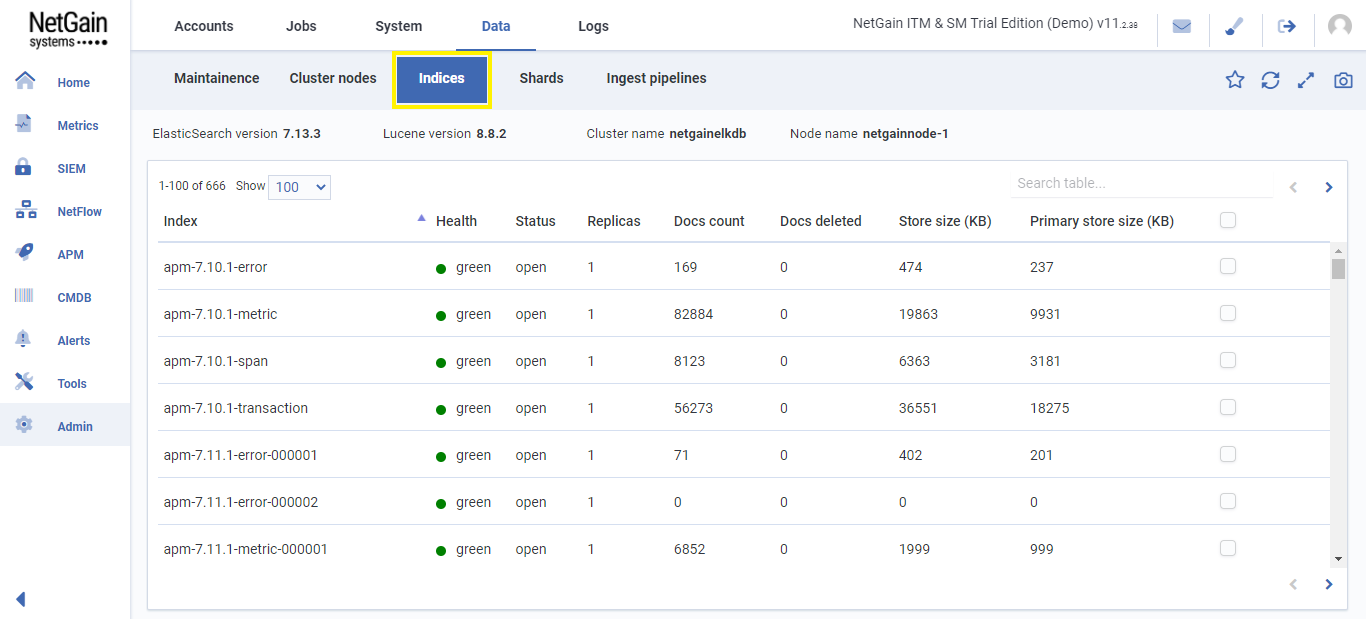 NetGain
systems
Accounts Jobs System Data Logs
NetGain ITM & SM Trial Edition (Demo) v11.2.38
Home
Metrics
SIEM
NetFlow
APM
CMDB
Alerts
Tools
Admin
Maintainence Cluster nodes Indices Shards Ingest pipelines
ElasticSearch version 7.13.3 Lucene version 8.8.2 Cluster name netgainelkdb Node name netgainnode-1
1-100 of 666 Show 100 Search table...
Index Health Status Replicas Docs count Docs deleted Store size (KB) Primary store size (KB)
apm-7.10.1-error green open 1 169 0 474 237
apm-7.10.1-metric green open 1 82884 0 19863 9931
apm-7.10.1-span green open 1 8123 0 6363 3181
apm-7.10.1-transaction green open 1 56273 0 36551 18275
apm-7.11.1-error-000001 green open 1 71 0 402 201
apm-7.11.1-error-000002 green open 1 0 0 0 0
apm-7.11.1-metric-000001 green open 1 6852 0 1999 999